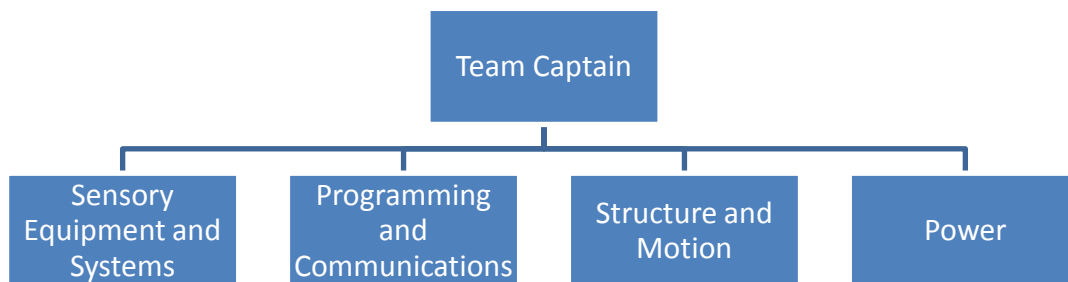 Team Captain
Sensory
Equipment and
Systems
Programming
and
Communications
Structure and
Motion
Power